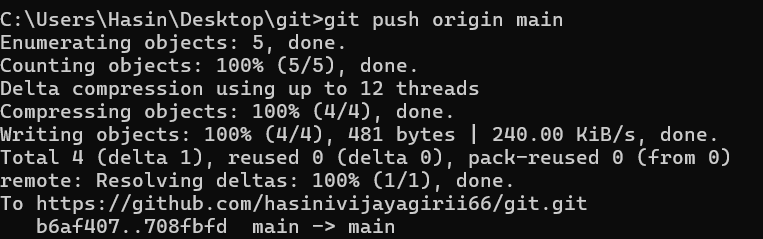 C:\Users\Hasin\Desktop\git>git push origin main
Enumerating objects: 5, done.
Counting objects: 100% (5/5), done.
Delta compression using up to 12 threads
Compressing objects: 100% (4/4), done.
Writing objects: 100% (4/4), 481 bytes | 240.00 KiB/s, done.
Total 4 (delta 1), reused 0 (delta 0), pack-reused 0 (from 0)
remote: Resolving deltas: 100% (1/1), done.
To https://github.com/hasinivijayagirii66/git.git
   b6af407..708fbfd  main -> main